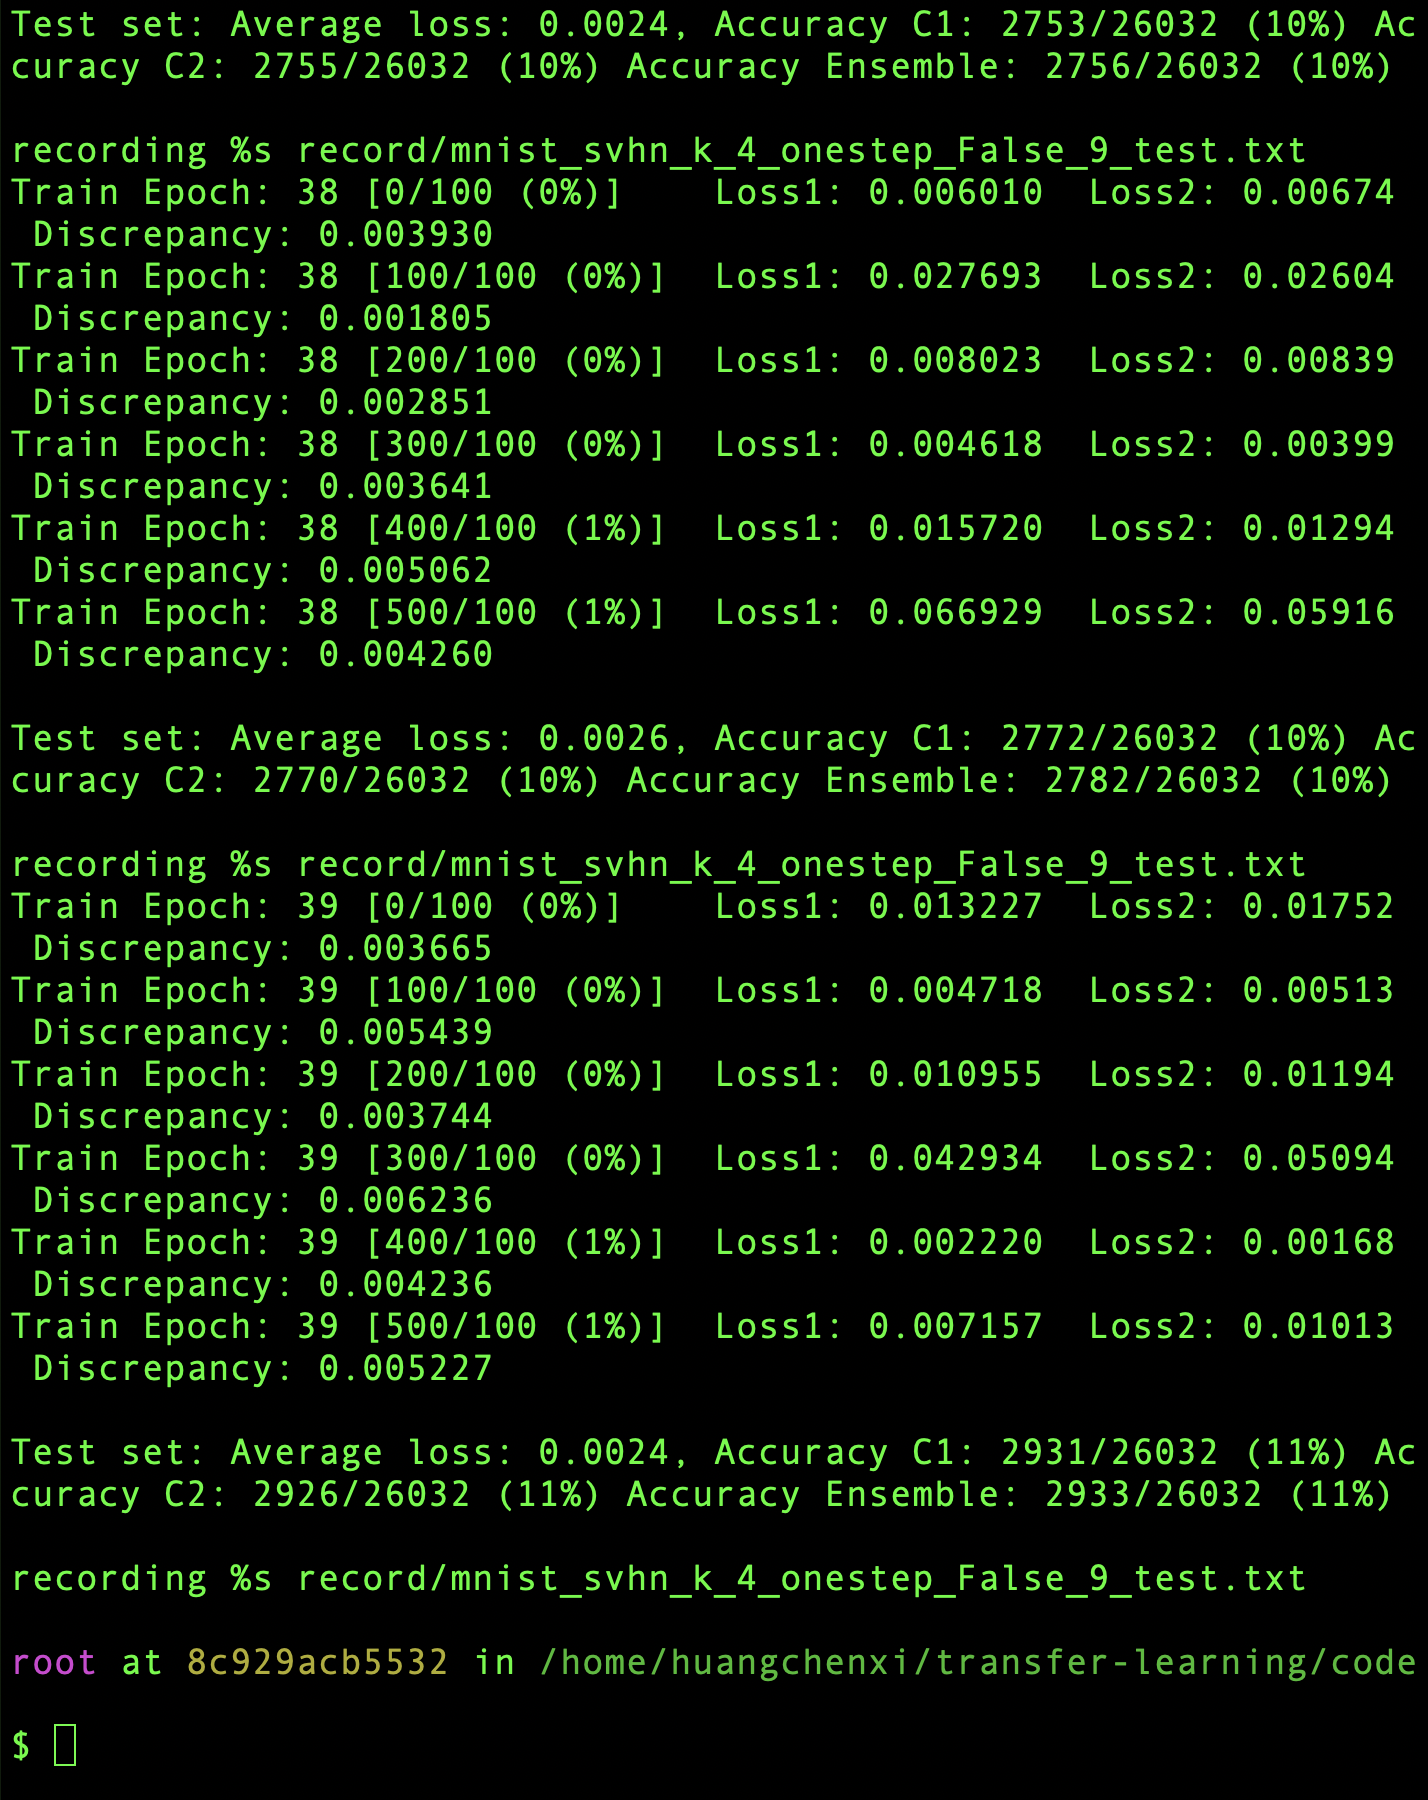 Test set: Average loss: 0.0024, Accuracy C1: 2753/26032 (10%) Ac
curacy C2: 2755/26032 (10%) Accuracy Ensemble: 2756/26032 (10%)
recording %s record/mnist_svhn_k_4_onestep_False_9_test.txt
Train Epoch: 38 [0/100 (0%)]    Loss1: 0.006010  Loss2: 0.00674
 Discrepancy: 0.003930
Train Epoch: 38 [100/100 (0%)]  Loss1: 0.027693  Loss2: 0.02604
 Discrepancy: 0.001805
Train Epoch: 38 [200/100 (0%)]  Loss1: 0.008023  Loss2: 0.00839
 Discrepancy: 0.002851
Train Epoch: 38 [300/100 (0%)]  Loss1: 0.004618  Loss2: 0.00399
 Discrepancy: 0.003641
Train Epoch: 38 [400/100 (1%)]  Loss1: 0.015720  Loss2: 0.01294
 Discrepancy: 0.005062
Train Epoch: 38 [500/100 (1%)]  Loss1: 0.066929  Loss2: 0.05916
 Discrepancy: 0.004260
Test set: Average loss: 0.0026, Accuracy C1: 2772/26032 (10%) Ac
curacy C2: 2770/26032 (10%) Accuracy Ensemble: 2782/26032 (10%)
recording %s record/mnist_svhn_k_4_onestep_False_9_test.txt
Train Epoch: 39 [0/100 (0%)]    Loss1: 0.013227  Loss2: 0.01752
 Discrepancy: 0.003665
Train Epoch: 39 [100/100 (0%)]  Loss1: 0.004718  Loss2: 0.00513
 Discrepancy: 0.005439
Train Epoch: 39 [200/100 (0%)]  Loss1: 0.010955  Loss2: 0.01194
 Discrepancy: 0.003744
Train Epoch: 39 [300/100 (0%)]  Loss1: 0.042934  Loss2: 0.05094
 Discrepancy: 0.006236
Train Epoch: 39 [400/100 (1%)]  Loss1: 0.002220  Loss2: 0.00168
 Discrepancy: 0.004236
Train Epoch: 39 [500/100 (1%)]  Loss1: 0.007157  Loss2: 0.01013
 Discrepancy: 0.005227
Test set: Average loss: 0.0024, Accuracy C1: 2931/26032 (11%) Ac
curacy C2: 2926/26032 (11%) Accuracy Ensemble: 2933/26032 (11%)
recording %s record/mnist_svhn_k_4_onestep_False_9_test.txt
root at 8c929acb5532 in /home/huangchenxi/transfer-learning/code
$